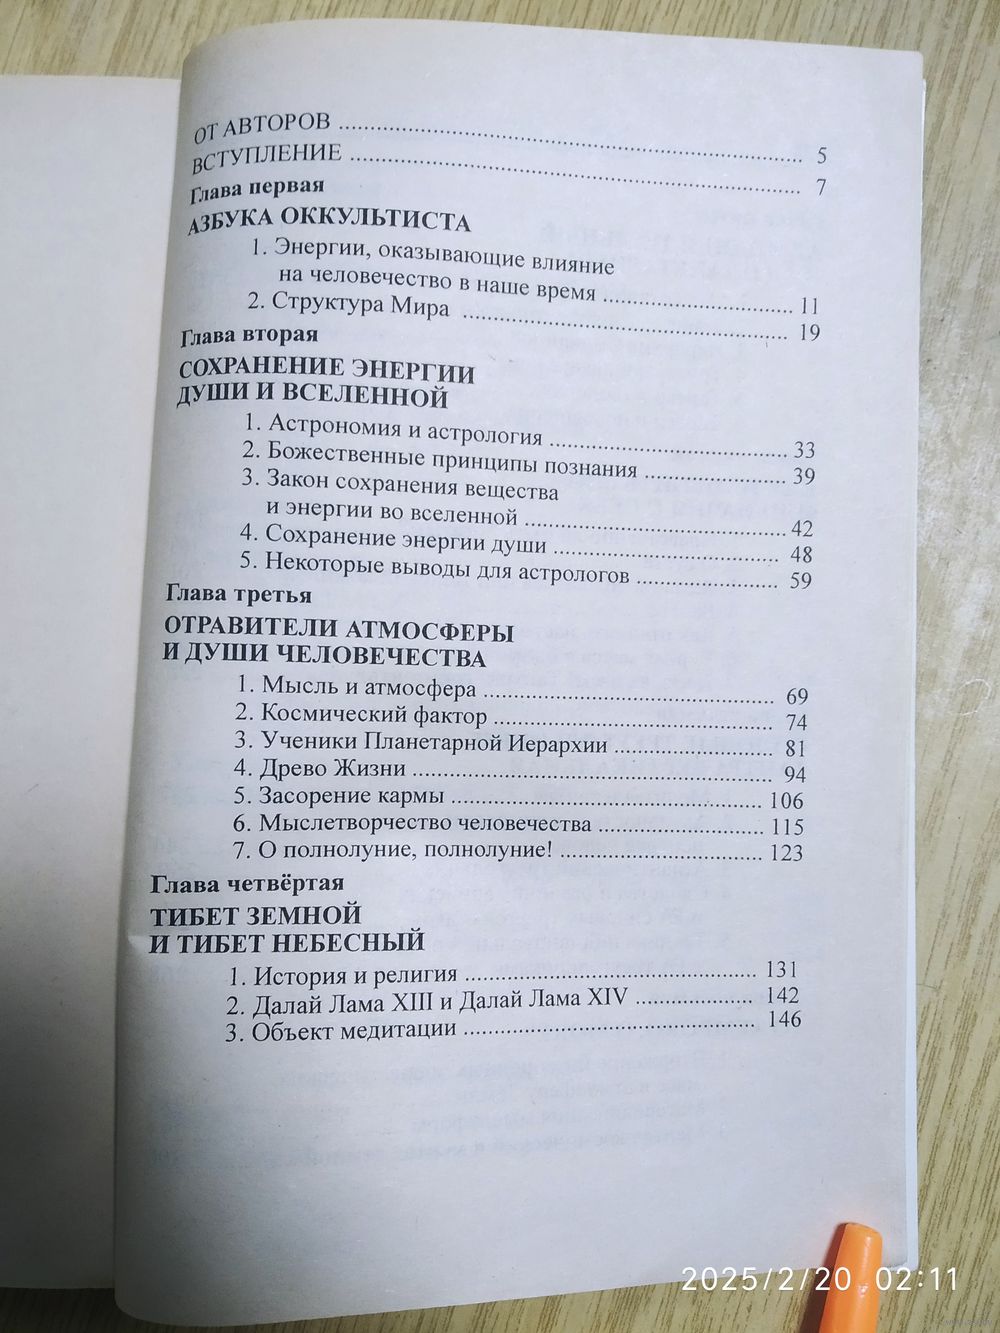 ОТ АВТОРОВ ........ 5
ВСТУПЛЕНИЕ ........ 7
Глава первая
АЗБУКА ОККУЛЬТИСТА
1. Энергии, оказывающие влияние
на человечество в наше время ........ 11
2. Структура Мира ........ 19
Глава вторая
СОХРАНЕНИЕ ЭНЕРГИИ
ДУШИ И ВСЕЛЕННОЙ
1. Астрономия и астрология ........ 33
2. Божественные принципы познания ........ 39
3. Закон сохранения вещества
и энергии во вселенной ........ 42
4. Сохранение энергии души ........ 48
5. Некоторые выводы для астрологов ........ 59
Глава третья
ОТРАВИТЕЛИ АТМОСФЕРЫ
И ДУШИ ЧЕЛОВЕЧЕСТВА
1. Мысль и атмосфера ........ 69
2. Космический фактор ........ 74
3. Ученики Планетарной Иерархии ........ 81
4. Древо Жизни ........ 94
5. Засорение кармы ........ 106
6. Мыслетворчество человечества ........ 115
7. О полнолуние, полнолуние! ........ 123
Глава четвёртая
ТИБЕТ ЗЕМНОЙ
И ТИБЕТ НЕБЕСНЫЙ
1. История и религия ........ 131
2. Далай Лама XIII и Далай Лама XIV ........ 142
3. Объект медитации ........ 146
2025/2/20 02:11